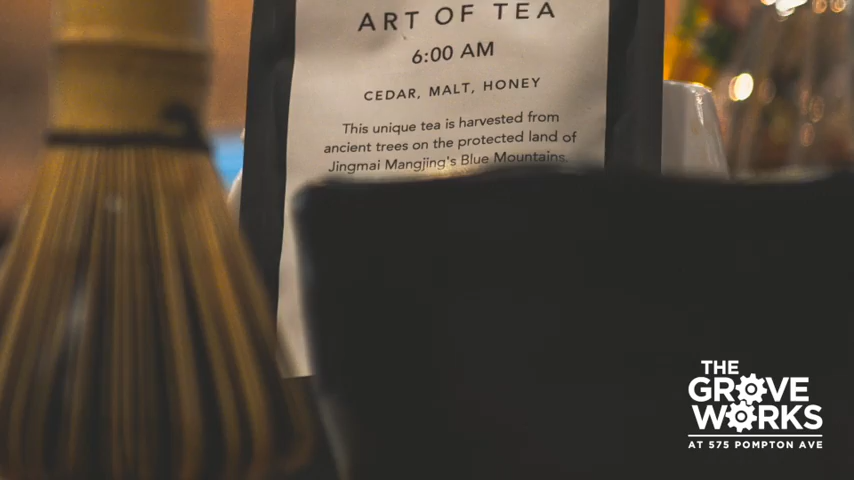 ART OF TEA
6:00 AM
CEDAR, MALT, HONEY
This unique tea is harvested from
ancient trees on the protected land of
Jingmai Mangjing's Blue Mountains.
THE
GROVE
WORKS
AT 575 POMPTON AVE